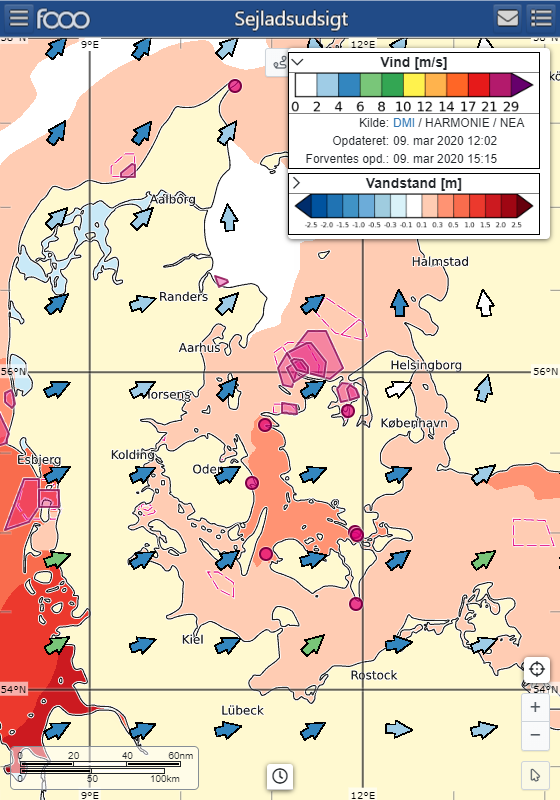 fcoo
Sejladsudsigt
9°E
12°E
Vind [m/s]
0 2 4 6 8 10 12 14 16 18 21 29
Kilde: DMI / HARMONIE / NEA
Opdateret: 09. mar 2020 12:02
Forventes opd.: 09. mar 2020 15:15
Vandstand [m]
-2.5 -2.0 -1.5 -1.0 -0.5 -0.3 -0.1 0.1 0.3 0.5 1.0 1.5 2.0 2.5
Aalborg
Halmstad
Randers
Aarhus
56°N
Helsingborg
56°N
Horsens
København
Kolding
Esbjerg
Oden
Kiel
Rostock
54°N
54°N
Lübeck
0 20 40 60nm
0 50 100km
9°E
12°E
+
−